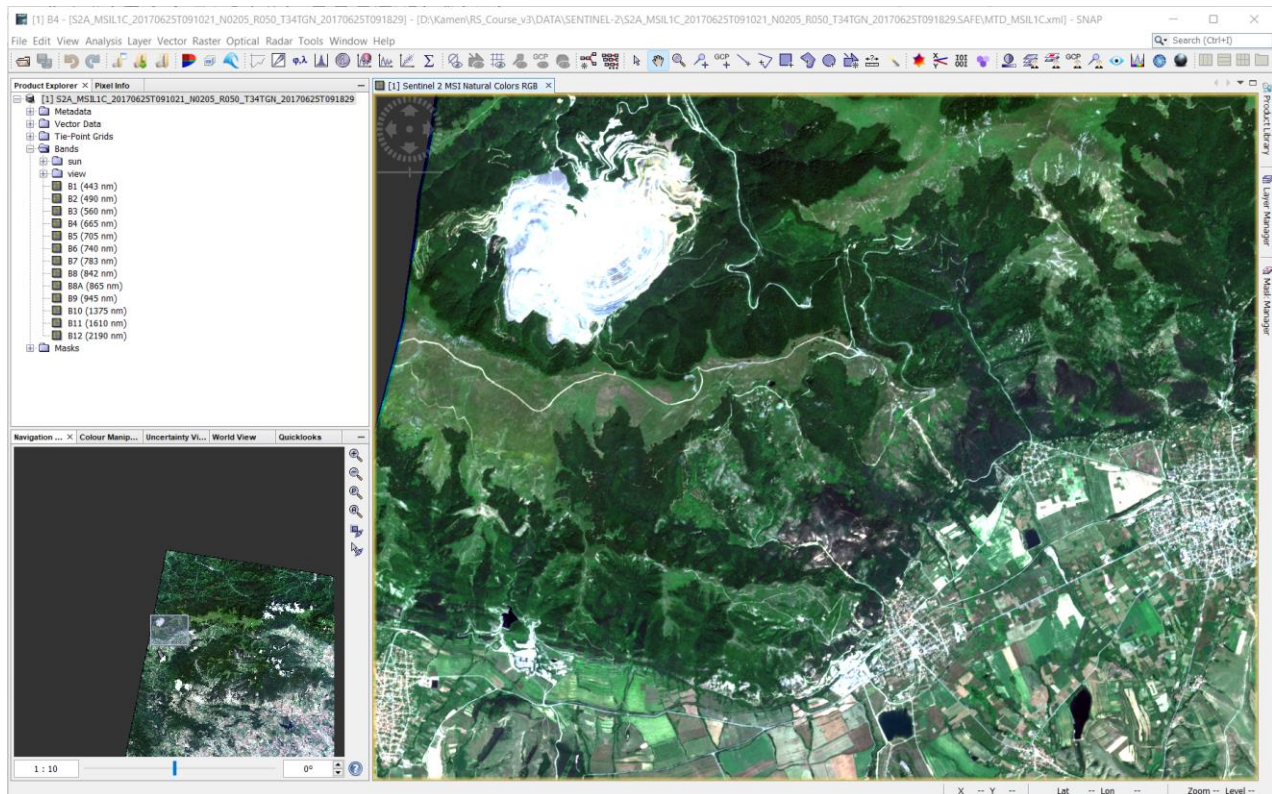 [1] B4 - [S2A_MSIL1C_20170625T091021_N0205_R050_T34TGN_20170625T091829] - [D:\Kamen\RS_Course_v3\DATA\SENTINEL-2\S2A_MSIL1C_20170625T091021_N0205_R050_T34TGN_20170625T091829.SAFE\MTD_MSIL1C.xml] - SNAP
File Edit View Analysis Layer Vector Raster Optical Radar Tools Window Help
Search (Ctrl+I)
φ,λ Σ GCP GCP
Product Explorer × Pixel Info
[1] Sentinel 2 MSI Natural Colors RGB ×
[1] S2A_MSIL1C_20170625T091021_N0205_R050_T34TGN_20170625T091829
Metadata
Vector Data
Tie-Point Grids
Bands
sun
view
B1 (443 nm)
B2 (490 nm)
B3 (560 nm)
B4 (665 nm)
B5 (705 nm)
B6 (740 nm)
B7 (783 nm)
B8 (842 nm)
B8A (865 nm)
B9 (945 nm)
B10 (1375 nm)
B11 (1610 nm)
B12 (2190 nm)
Masks
Product Library
Layer Manager
Mask Manager
Navigation ... × Colour Manip... Uncertainty Vi... World View Quicklooks
1 : 10
0°
X -- Y -- Lat -- Lon -- Zoom -- Level --